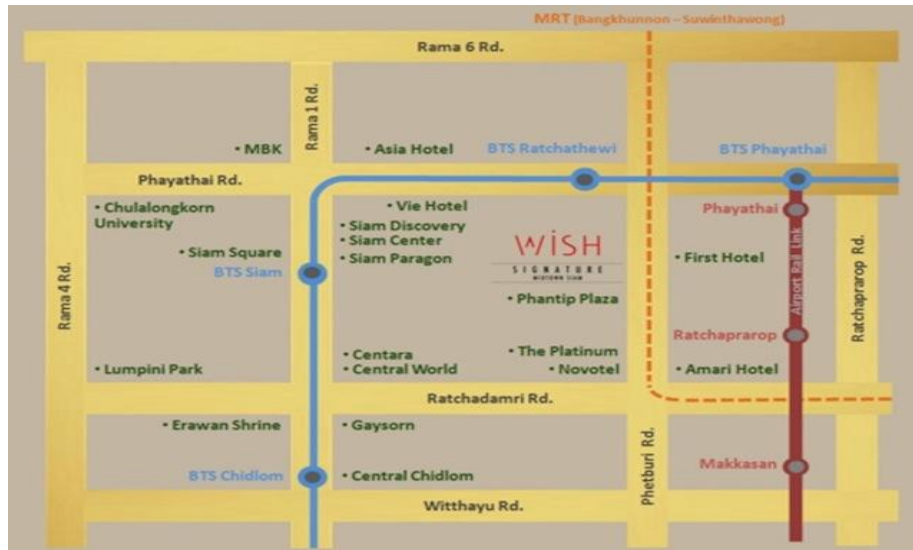 MRT (Bangkhunnon – Suwinthawong)
Rama 6 Rd.
Rama 1 Rd.
• MBK
• Asia Hotel
BTS Ratchathewi
BTS Phayathai
Phayathai Rd.
• Chulalongkorn
University
• Vie Hotel
• Siam Discovery
• Siam Center
• Siam Paragon
• Siam Square
BTS Siam
WiSH
SIGNATURE
MIDTOWN SIAM
Phayathai
• First Hotel
Airport Rail Link
Ratchaprarop Rd.
Rama 4 Rd.
• Phantip Plaza
Ratchaprarop
• Lumpini Park
• Centara
• Central World
• The Platinum
• Novotel
• Amari Hotel
Ratchadamri Rd.
• Erawan Shrine
• Gaysorn
Phetburi Rd.
BTS Chidlom
• Central Chidlom
Makkasan
Witthayu Rd.